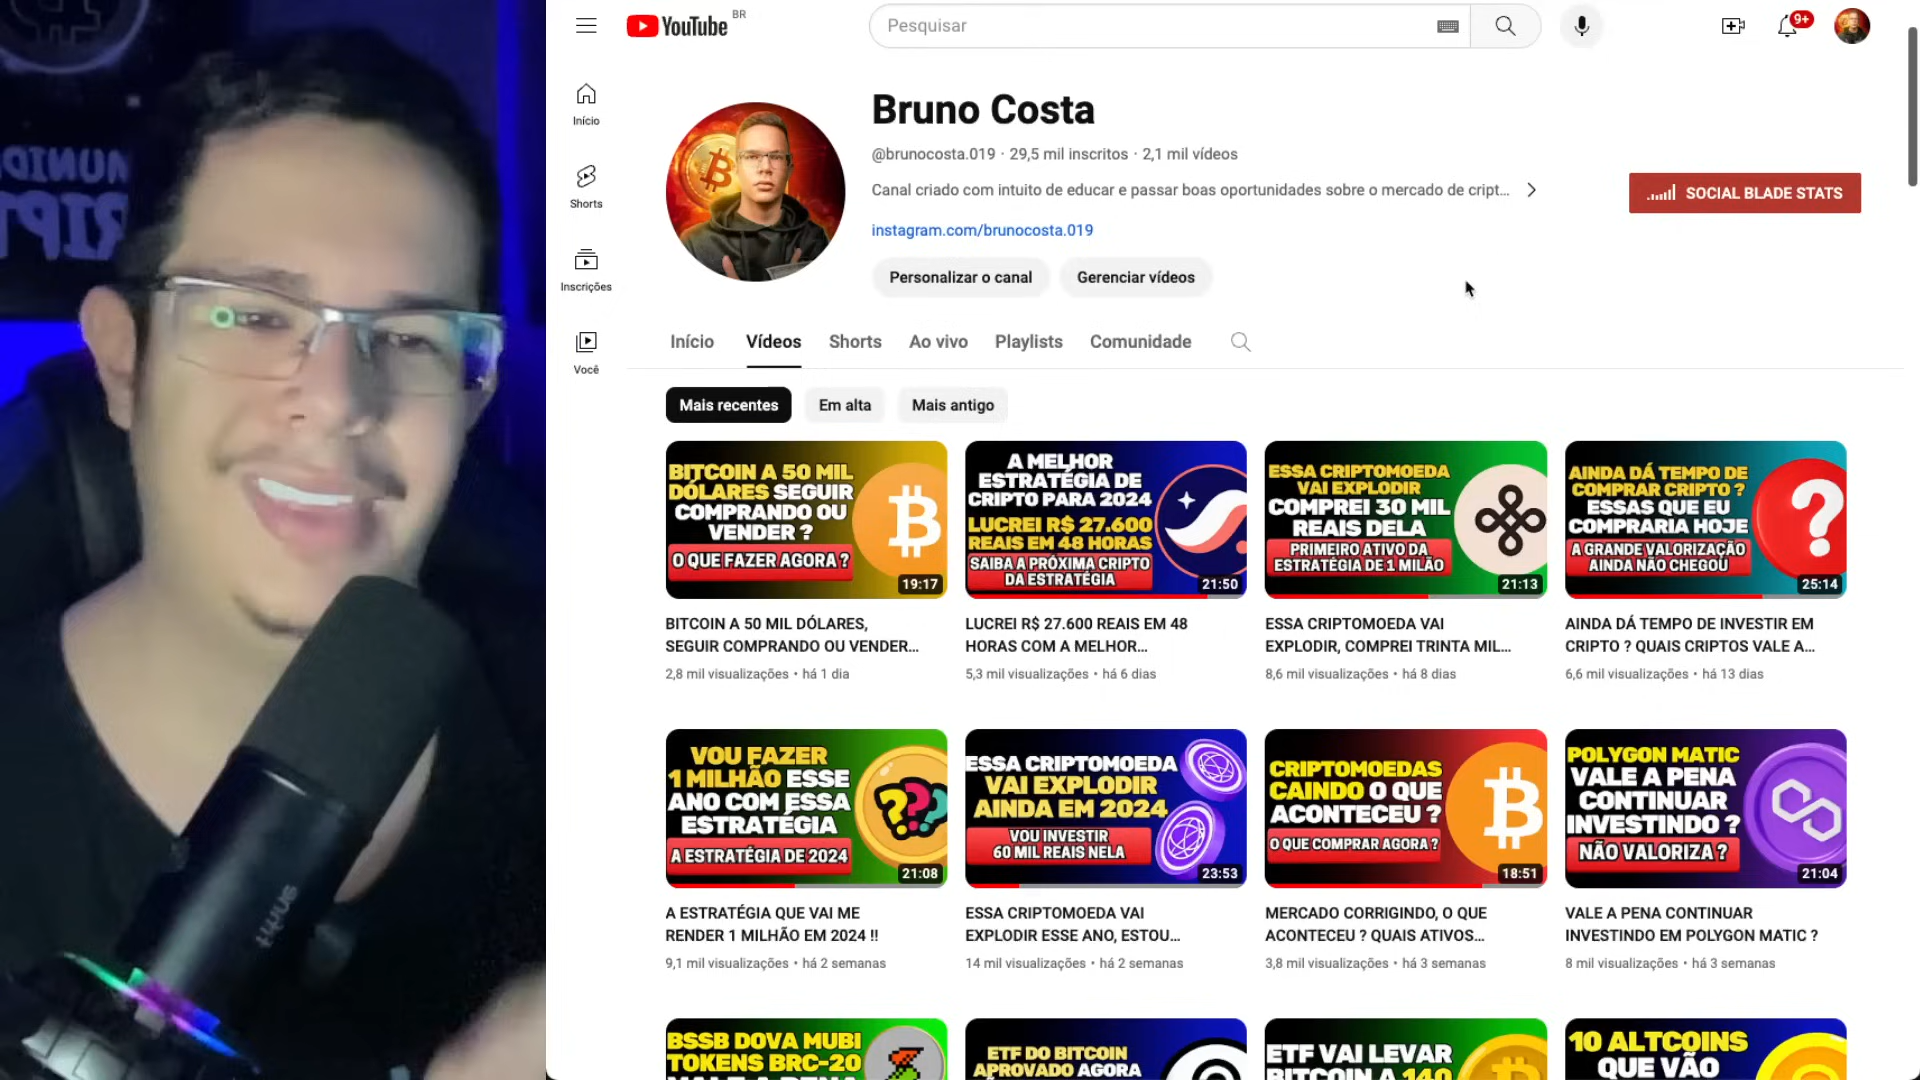 YouTube BR
Pesquisar
9+
Início
Shorts
Inscrições
Você
Bruno Costa
@brunocosta.019 · 29,5 mil inscritos · 2,1 mil vídeos
Canal criado com intuito de educar e passar boas oportunidades sobre o mercado de cript...
instagram.com/brunocosta.019
Personalizar o canal
Gerenciar vídeos
SOCIAL BLADE STATS
Início
Vídeos
Shorts
Ao vivo
Playlists
Comunidade
Mais recentes
Em alta
Mais antigo
BITCOIN A 50 MIL
DÓLARES SEGUIR
COMPRANDO OU
VENDER ?
O QUE FAZER AGORA ?
19:17
BITCOIN A 50 MIL DÓLARES,
SEGUIR COMPRANDO OU VENDER...
2,8 mil visualizações • há 1 dia
A MELHOR
ESTRATÉGIA DE
CRIPTO PARA 2024
LUCREI R$ 27.600
REAIS EM 48 HORAS
SAIBA A PRÓXIMA CRIPTO
DA ESTRATÉGIA
21:50
LUCREI R$ 27.600 REAIS EM 48
HORAS COM A MELHOR...
5,3 mil visualizações • há 6 dias
ESSA CRIPTOMOEDA
VAI EXPLODIR
COMPREI 30 MIL
REAIS DELA
PRIMEIRO ATIVO DA
ESTRATÉGIA DE 1 MILÃO
21:13
ESSA CRIPTOMOEDA VAI
EXPLODIR, COMPREI TRINTA MIL...
8,6 mil visualizações • há 8 dias
AINDA DÁ TEMPO DE
COMPRAR CRIPTO ?
ESSAS QUE EU
COMPRARIA HOJE
A GRANDE VALORIZAÇÃO
AINDA NÃO CHEGOU
25:14
AINDA DÁ TEMPO DE INVESTIR EM
CRIPTO ? QUAIS CRIPTOS VALE A...
6,6 mil visualizações • há 13 dias
VOU FAZER
1 MILHÃO ESSE
ANO COM ESSA
ESTRATÉGIA
A ESTRATÉGIA DE 2024
21:08
A ESTRATÉGIA QUE VAI ME
RENDER 1 MILHÃO EM 2024 !!
9,1 mil visualizações • há 2 semanas
ESSA CRIPTOMOEDA
VAI EXPLODIR
AINDA EM 2024
VOU INVESTIR
60 MIL REAIS NELA
23:53
ESSA CRIPTOMOEDA VAI
EXPLODIR ESSE ANO, ESTOU...
14 mil visualizações • há 2 semanas
CRIPTOMOEDAS
CAINDO O QUE
ACONTECEU ?
O QUE COMPRAR AGORA ?
18:51
MERCADO CORRIGINDO, O QUE
ACONTECEU ? QUAIS ATIVOS...
3,8 mil visualizações • há 3 semanas
POLYGON MATIC
VALE A PENA
CONTINUAR
INVESTINDO ?
NÃO VALORIZA ?
21:04
VALE A PENA CONTINUAR
INVESTINDO EM POLYGON MATIC ?
8 mil visualizações • há 3 semanas
BSSB DOVA MUBI
TOKENS BRC-20
VALE A PENA
ETF DO BITCOIN
APROVADO AGORA
ETF VAI LEVAR
BITCOIN A 140
10 ALTCOINS
QUE VÃO